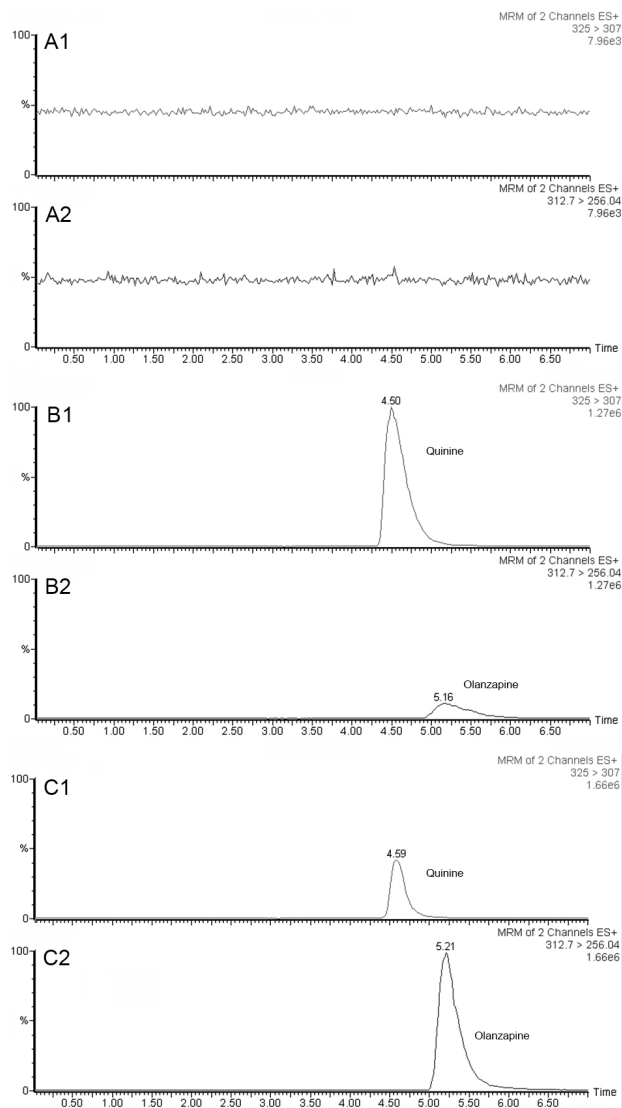 MRM of 2 Channels ES+
325 > 307
7.96e3
A1
100
%
0
MRM of 2 Channels ES+
312.7 > 256.04
7.96e3
A2
100
%
0
0.50 1.00 1.50 2.00 2.50 3.00 3.50 4.00 4.50 5.00 5.50 6.00 6.50 Time
MRM of 2 Channels ES+
325 > 307
1.27e6
B1
100
4.50
Quinine
%
0
MRM of 2 Channels ES+
312.7 > 256.04
1.27e6
B2
100
%
Olanzapine
5.16
0
0.50 1.00 1.50 2.00 2.50 3.00 3.50 4.00 4.50 5.00 5.50 6.00 6.50 Time
MRM of 2 Channels ES+
325 > 307
1.66e6
C1
100
%
4.59
Quinine
0
MRM of 2 Channels ES+
312.7 > 256.04
1.66e6
C2
100
5.21
%
Olanzapine
0
0.50 1.00 1.50 2.00 2.50 3.00 3.50 4.00 4.50 5.00 5.50 6.00 6.50 Time